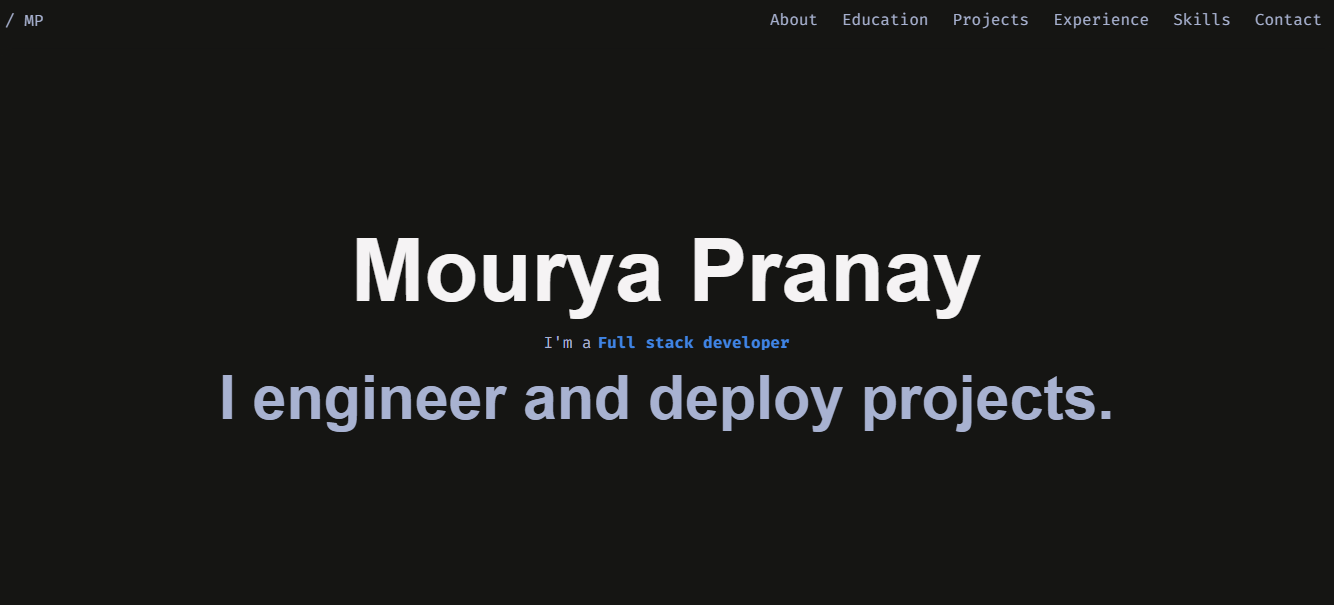 / MP
About Education Projects Experience Skills Contact
Mourya Pranay
I'm a Full stack developer
I engineer and deploy projects.